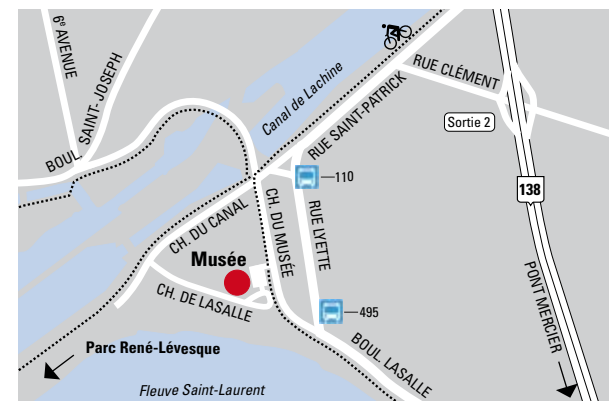 6e AVENUE
BOUL. SAINT-JOSEPH
Canal de Lachine
RUE SAINT-PATRICK
RUE CLÉMENT
Sortie 2
138
PONT MERCIER
110
RUE LYETTE
CH. DU MUSÉE
CH. DU CANAL
Musée
CH. DE LASALLE
495
BOUL. LASALLE
Parc René-Lévesque
Fleuve Saint-Laurent